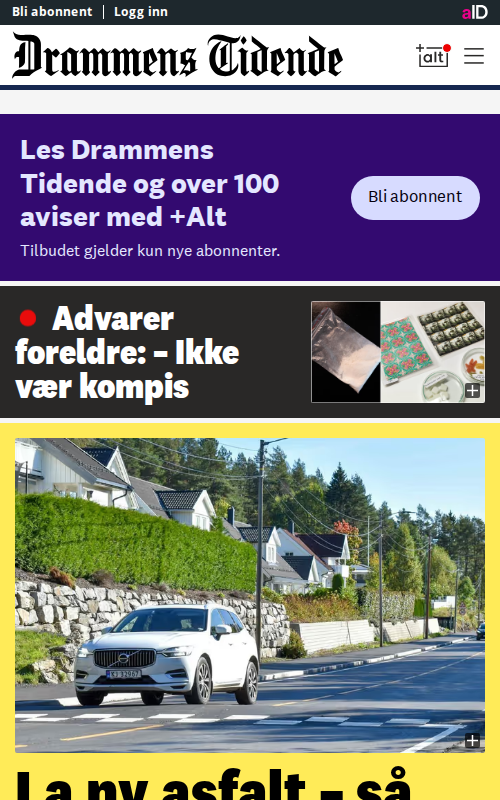 Bli abonnent | Logg inn
aID
Drammens Tidende
+alt
Les Drammens
Tidende og over 100
aviser med +Alt
Bli abonnent
Tilbudet gjelder kun nye abonnenter.
Advarer
foreldre: – Ikke
vær kompis
La ny asfalt – så